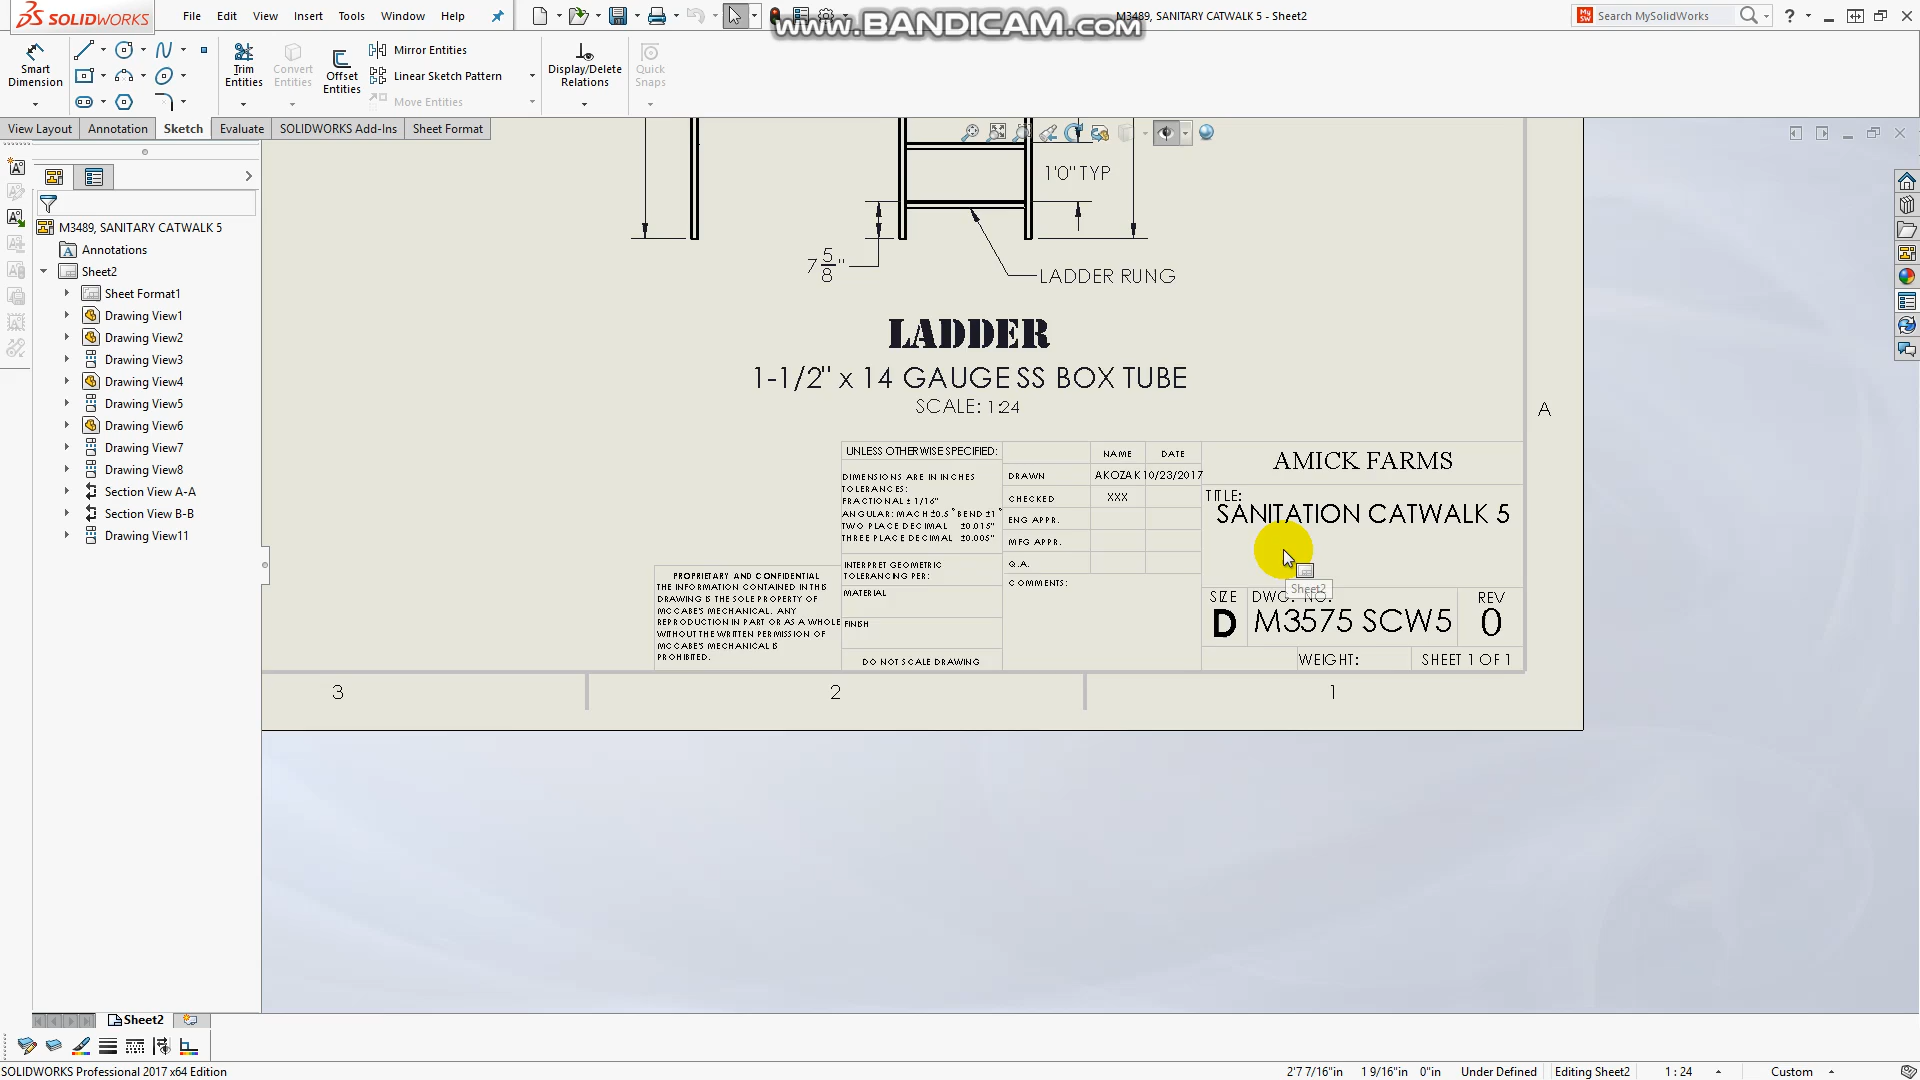 SOLIDWORKS File Edit View Insert Tools Window Help
www.BANDICAM.com
M3489, SANITARY CATWALK 5 - Sheet2
Search MySolidWorks
Smart Dimension
Trim Entities
Convert Entities
Offset Entities
Mirror Entities
Linear Sketch Pattern
Move Entities
Display/Delete Relations
Quick Snaps
View Layout Annotation Sketch Evaluate SOLIDWORKS Add-Ins Sheet Format
M3489, SANITARY CATWALK 5
Annotations
Sheet2
Sheet Format1
Drawing View1
Drawing View2
Drawing View3
Drawing View4
Drawing View5
Drawing View6
Drawing View7
Drawing View8
Section View A-A
Section View B-B
Drawing View11
1'0" TYP
7 5/8"
LADDER RUNG
LADDER
1-1/2" x 14 GAUGE SS BOX TUBE
SCALE: 1:24
A
UNLESS OTHERWISE SPECIFIED:
DIMENSIONS ARE IN INCHES
TOLERANCES:
FRACTIONAL ± 1/16"
ANGULAR: MACH ±0.5° BEND ±1°
TWO PLACE DECIMAL ±0.015"
THREE PLACE DECIMAL ±0.005"
INTERPRET GEOMETRIC
TOLERANCING PER:
MATERIAL
FINISH
DO NOT SCALE DRAWING
NAME DATE
DRAWN AKOZAK 10/23/2017
CHECKED XXX
ENG APPR.
MFG APPR.
Q.A.
COMMENTS:
PROPRIETARY AND CONFIDENTIAL
THE INFORMATION CONTAINED IN THIS
DRAWING IS THE SOLE PROPERTY OF
MCCABE'S MECHANICAL. ANY
REPRODUCTION IN PART OR AS A WHOLE
WITHOUT THE WRITTEN PERMISSION OF
MCCABE'S MECHANICAL IS
PROHIBITED.
AMICK FARMS
TITLE:
SANITATION CATWALK 5
Sheet2
SIZE DWG. NO. REV
D M3575 SCW5 0
WEIGHT: SHEET 1 OF 1
3 2 1
Sheet2
SOLIDWORKS Professional 2017 x64 Edition
2'7 7/16"in 1 9/16"in 0"in Under Defined Editing Sheet2 1 : 24 Custom